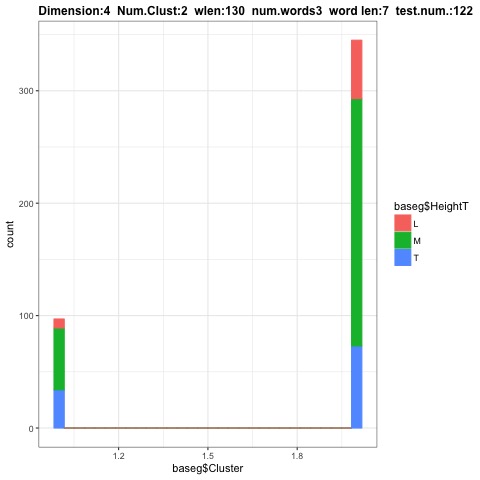 Dimension:4 Num.Clust:2 wlen:130 num.words3 word len:7 test.num.:122
count
300
200
100
0
1.2 1.5 1.8
baseg$Cluster
baseg$HeightT
L
M
T